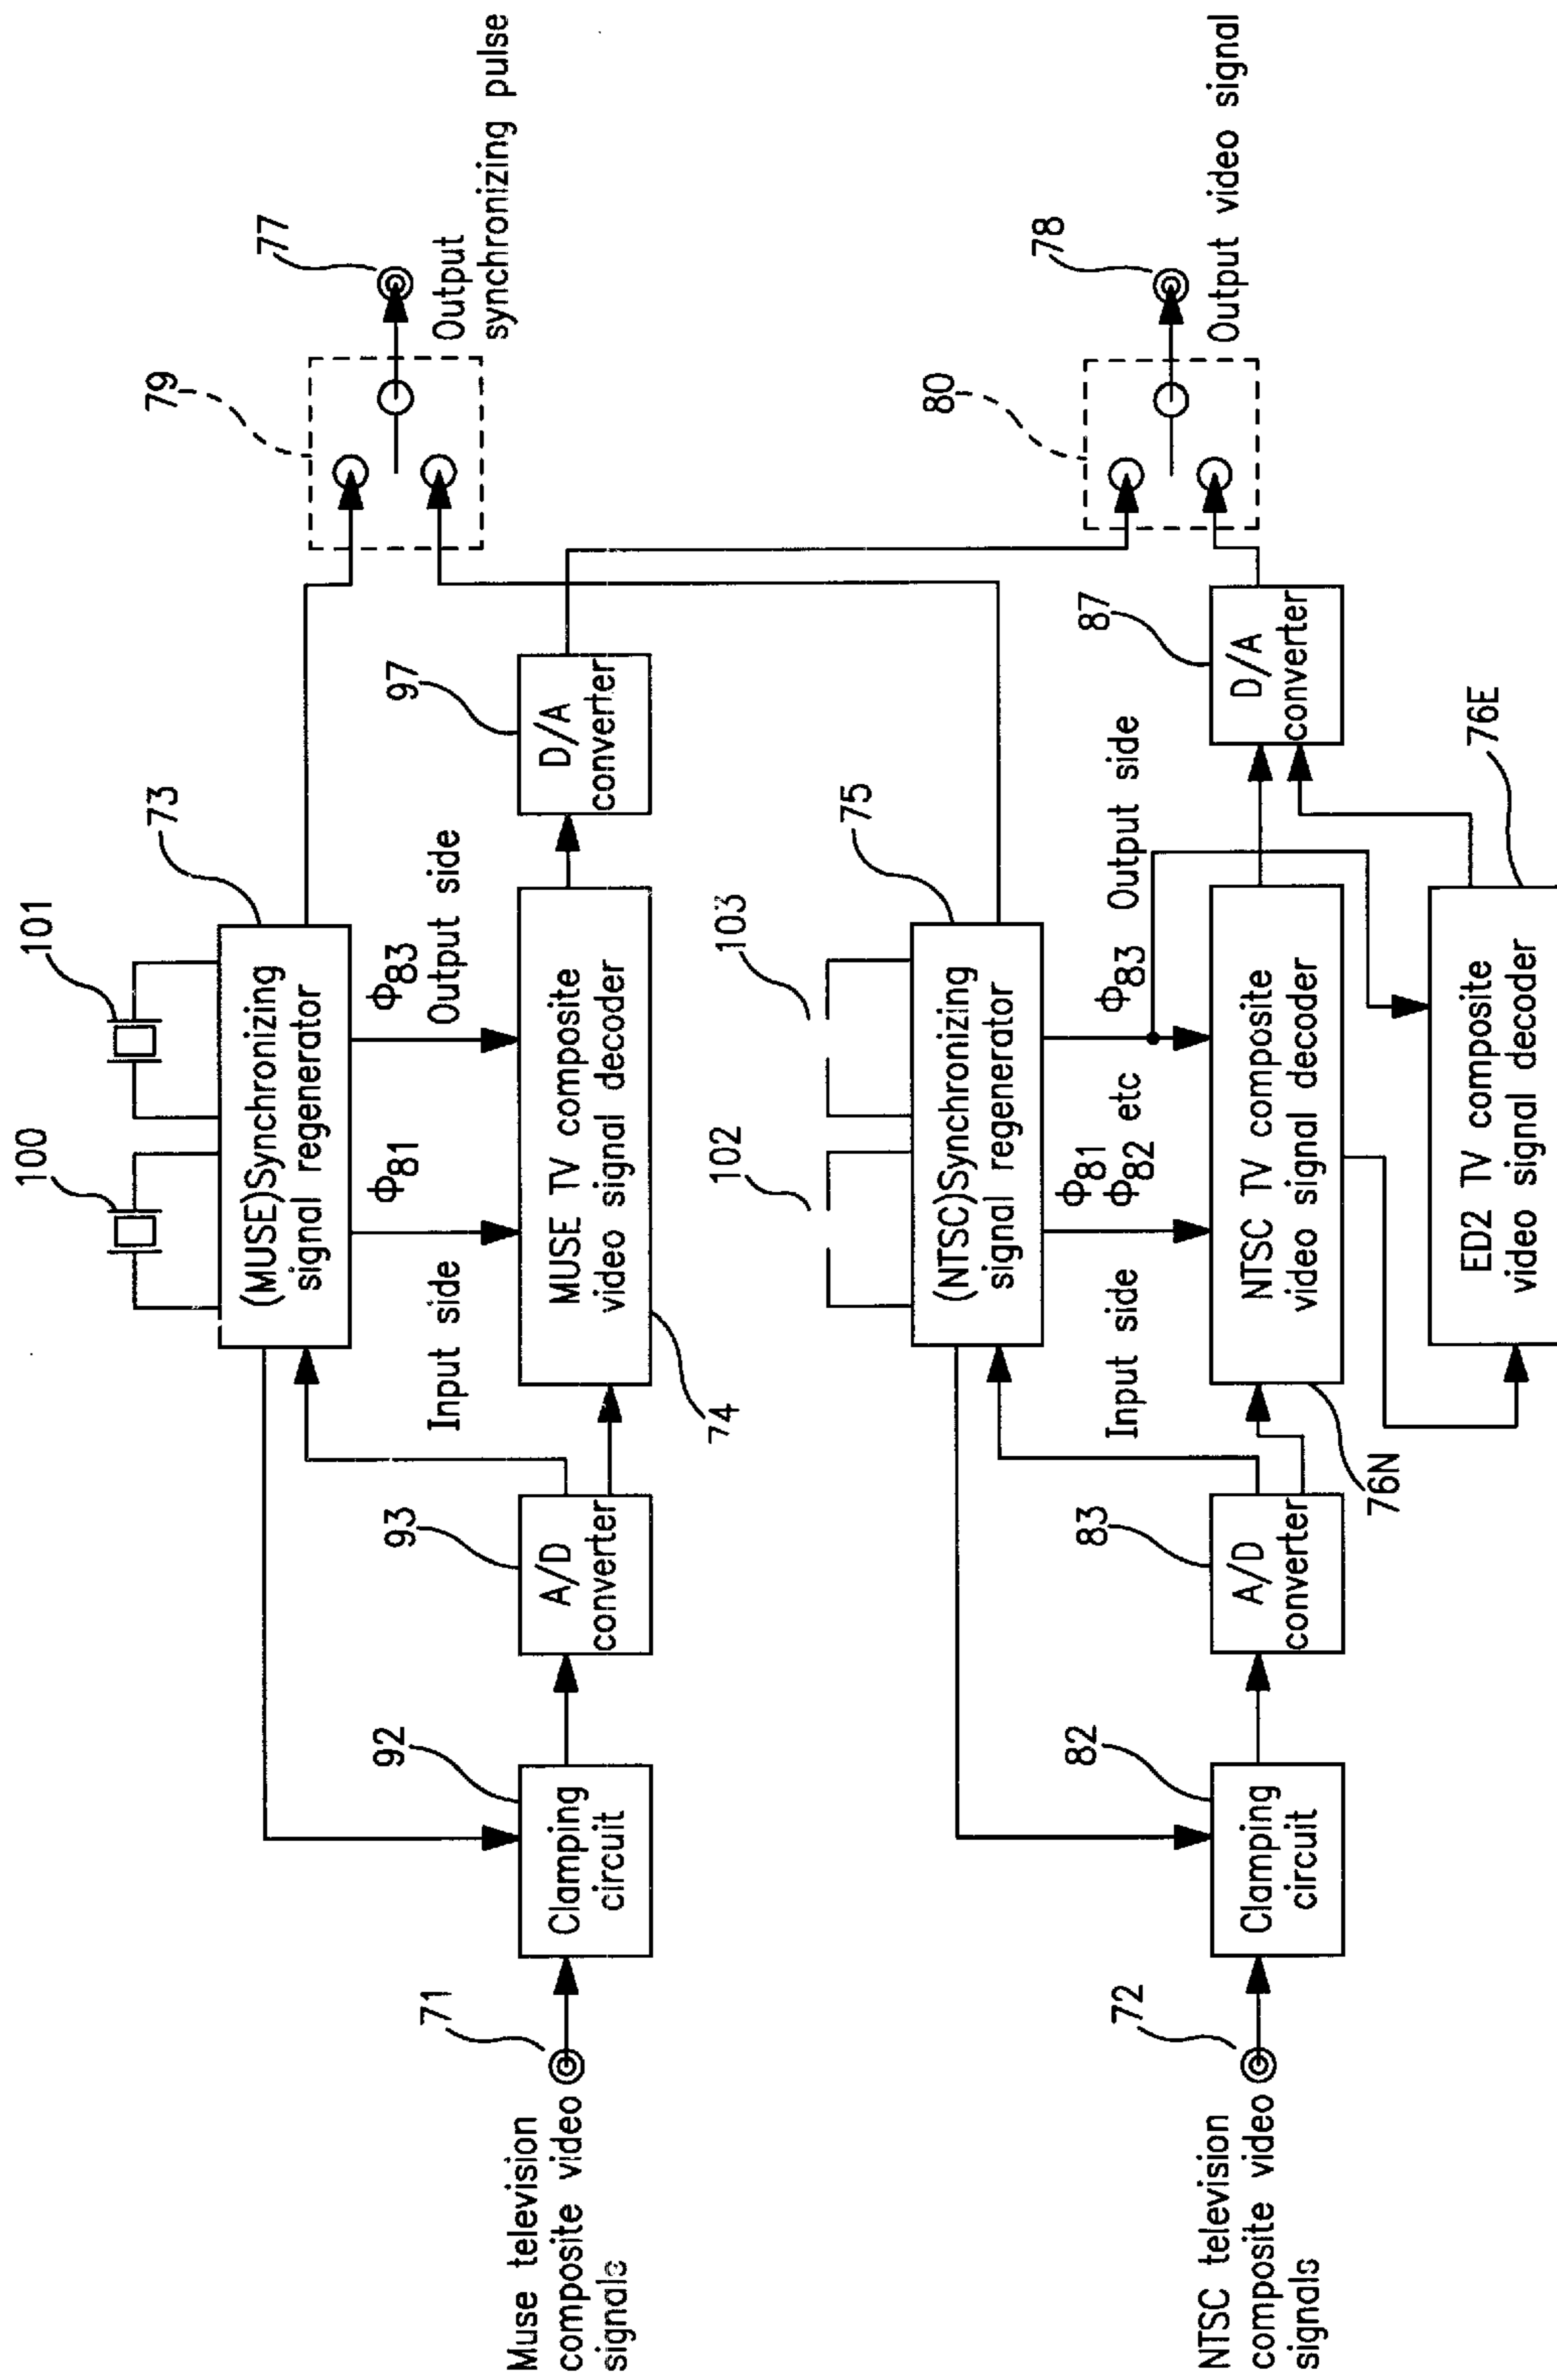 100
101
73
(MUSE)Synchronizing
signal regenerator
79
77
Output
synchronizing pulse
Input side
Φ81
Φ83
Output side
Muse television
composite video
signals
71
92
Clamping
circuit
93
A/D
converter
MUSE TV composite
video signal decoder
74
97
D/A
converter
102
103
75
(NTSC)Synchronizing
signal regenerator
80
78
Output video signal
Input side
Φ81
Φ82 etc
Φ83
Output side
NTSC television
composite video
signals
72
82
Clamping
circuit
83
A/D
converter
NTSC TV composite
video signal decoder
76N
87
D/A
converter
ED2 TV composite
video signal decoder
76E